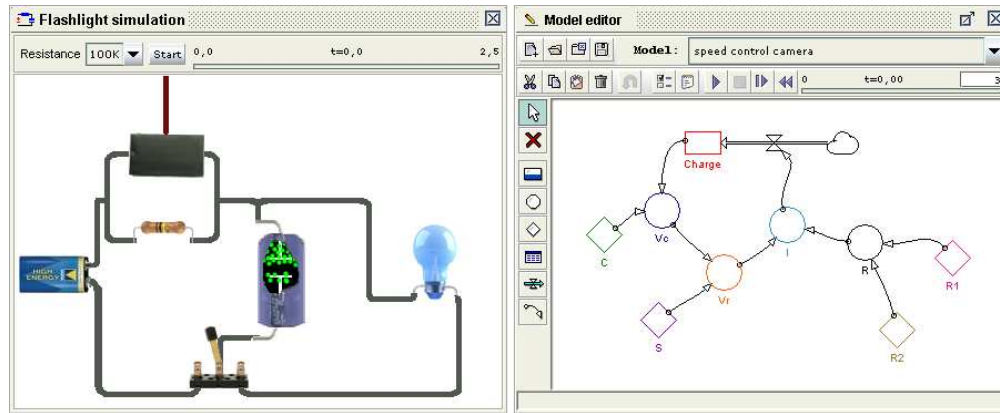 Flashlight simulation
Resistance 100K Start 0,0 t=0,0 2,5
HIGH
ENERGY
Model editor
Model: speed control camera
0 t=0,00 3
Charge
Vc
C
I
R
R1
Vr
S
R2